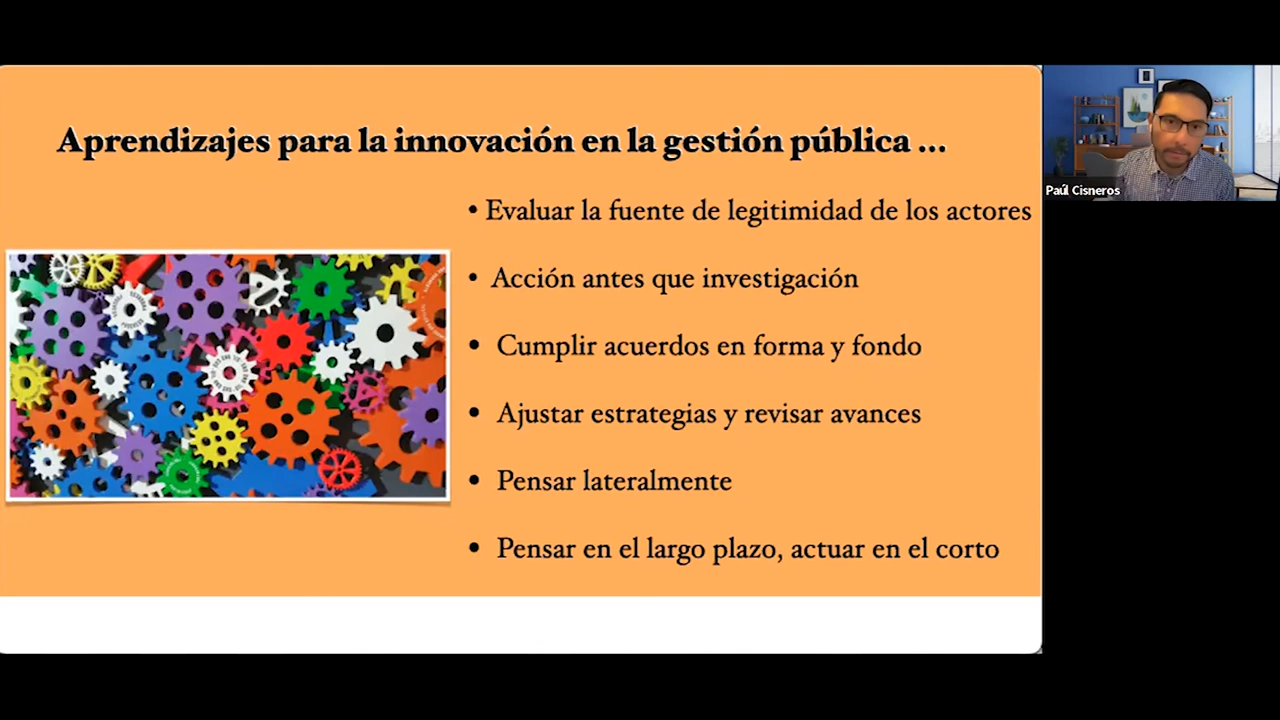 Aprendizajes para la innovación en la gestión pública ...
• Evaluar la fuente de legitimidad de los actores
• Acción antes que investigación
• Cumplir acuerdos en forma y fondo
• Ajustar estrategias y revisar avances
• Pensar lateralmente
• Pensar en el largo plazo, actuar en el corto
Paúl Cisneros